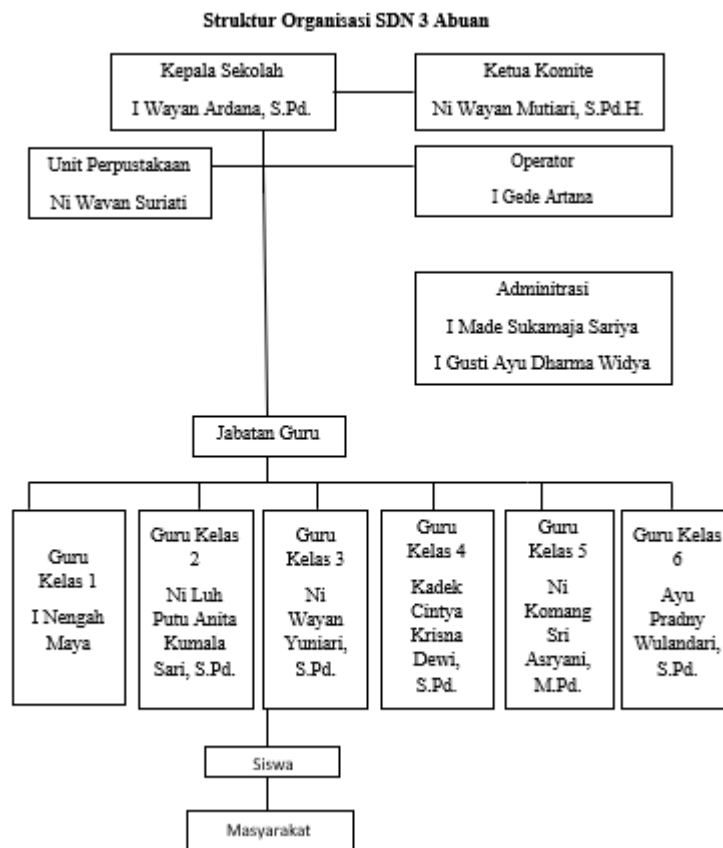 Struktur Organisasi SDN 3 Abuan
Kepala Sekolah
I Wayan Ardana, S.Pd.
Ketua Komite
Ni Wayan Mutiari, S.Pd.H.
Unit Perpustakaan
Ni Wavan Suriati
Operator
I Gede Artana
Adminitrasi
I Made Sukamaja Sariya
I Gusti Ayu Dharma Widya
Jabatan Guru
Guru
Kelas 1
I Nengah
Maya
Guru Kelas
2
Ni Luh
Putu Anita
Kumala
Sari, S.Pd.
Guru
Kelas 3
Ni
Wayan
Yuniari,
S.Pd.
Guru
Kelas 4
Kadek
Cintya
Krisna
Dewi,
S.Pd.
Guru
Kelas 5
Ni
Komang
Sri
Asryani,
M.Pd.
Guru Kelas
6
Ayu
Pradny
Wulandari,
S.Pd.
Siswa
Masyarakat